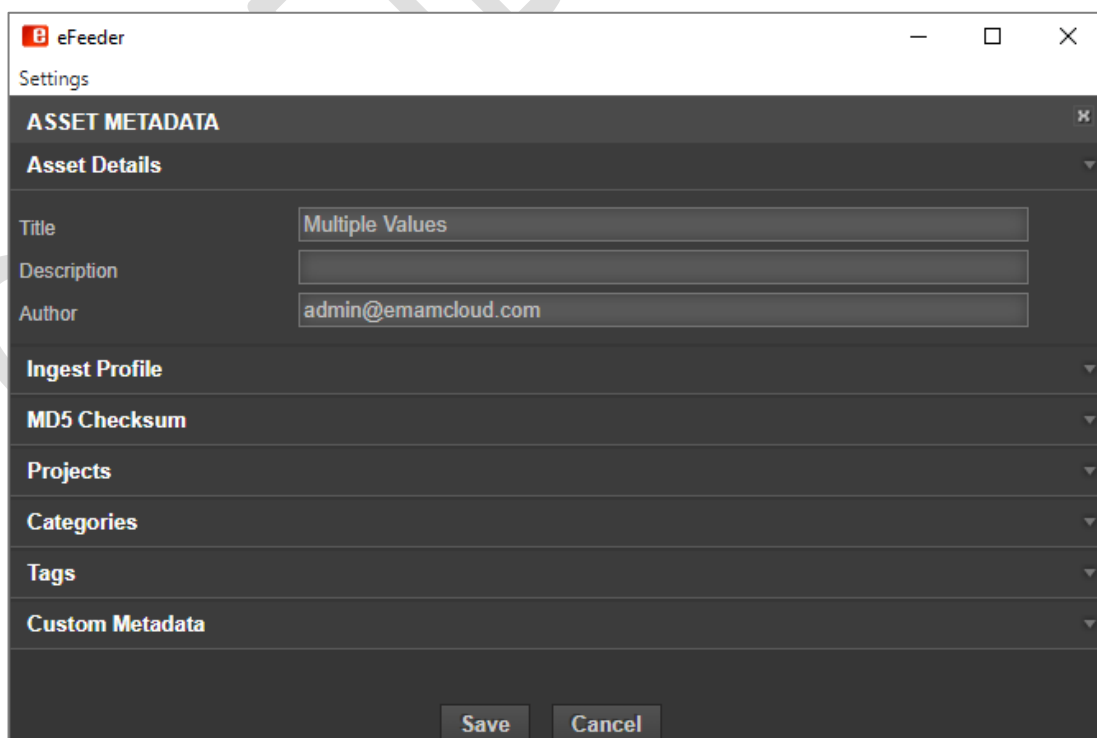 eFeeder
Settings
ASSET METADATA
Asset Details
Title Multiple Values
Description
Author admin@emamcloud.com
Ingest Profile
MD5 Checksum
Projects
Categories
Tags
Custom Metadata
Save Cancel